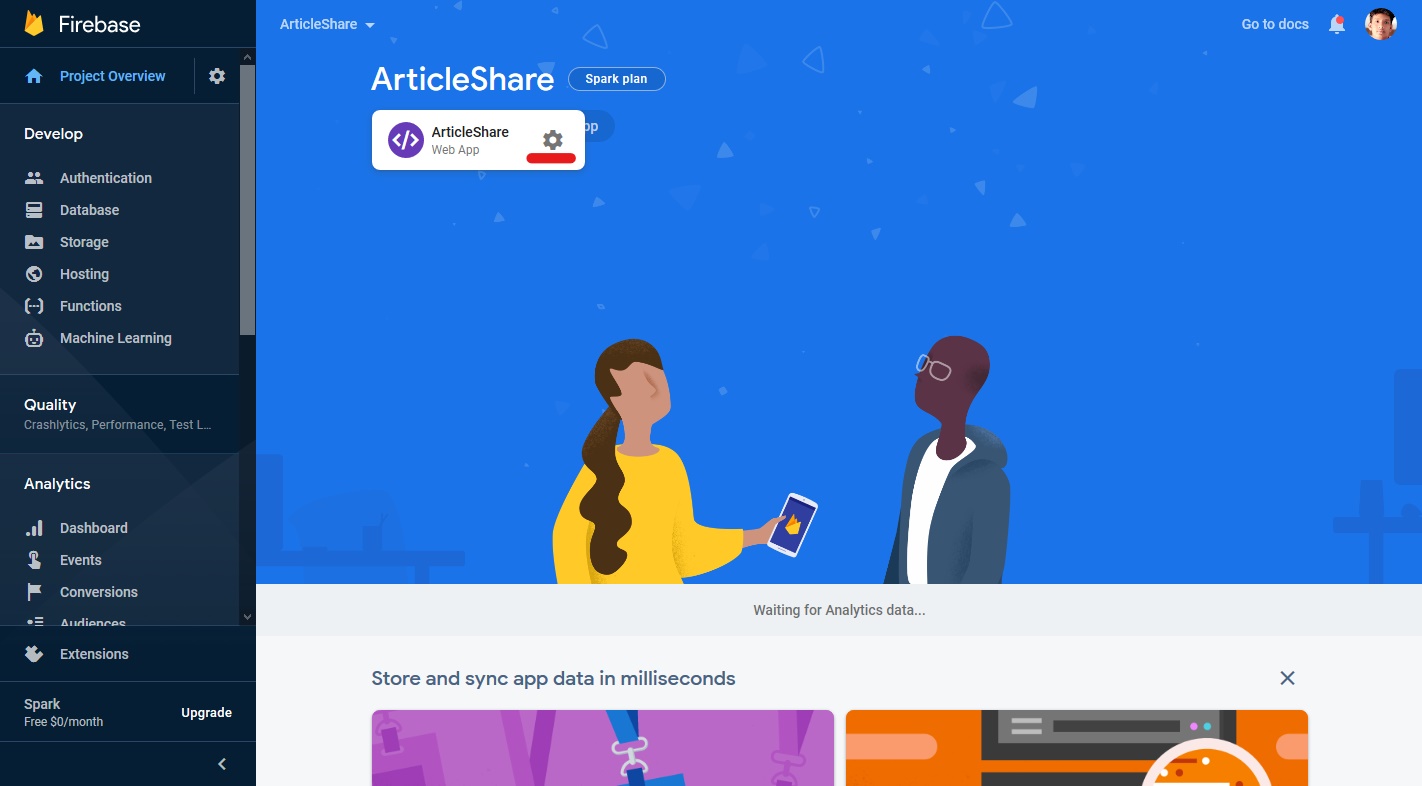 Firebase
Project Overview
Develop
Authentication
Database
Storage
Hosting
Functions
Machine Learning
Quality
Crashlytics, Performance, Test L...
Analytics
Dashboard
Events
Conversions
Audiences
Extensions
Spark
Free $0/month
Upgrade
ArticleShare
Go to docs
ArticleShare
Spark plan
ArticleShare
Web App
pp
Waiting for Analytics data...
Store and sync app data in milliseconds